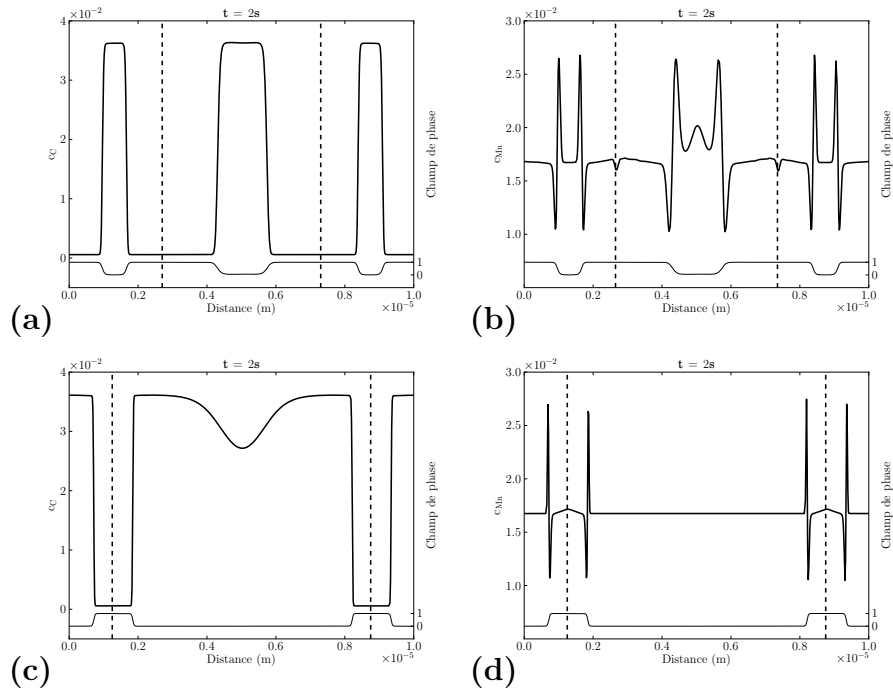 t = 2s
×10⁻²
4
3
2
1
0
c_C
Champ de phase
1
0
0.0 0.2 0.4 0.6 0.8 1.0
Distance (m)
×10⁻⁵
(a)
t = 2s
×10⁻²
3.0
2.5
2.0
1.5
1.0
c_Mn
Champ de phase
1
0
0.0 0.2 0.4 0.6 0.8 1.0
Distance (m)
×10⁻⁵
(b)
t = 2s
×10⁻²
4
3
2
1
0
c_C
Champ de phase
1
0
0.0 0.2 0.4 0.6 0.8 1.0
Distance (m)
×10⁻⁵
(c)
t = 2s
×10⁻²
3.0
2.5
2.0
1.5
1.0
c_Mn
Champ de phase
1
0
0.0 0.2 0.4 0.6 0.8 1.0
Distance (m)
×10⁻⁵
(d)